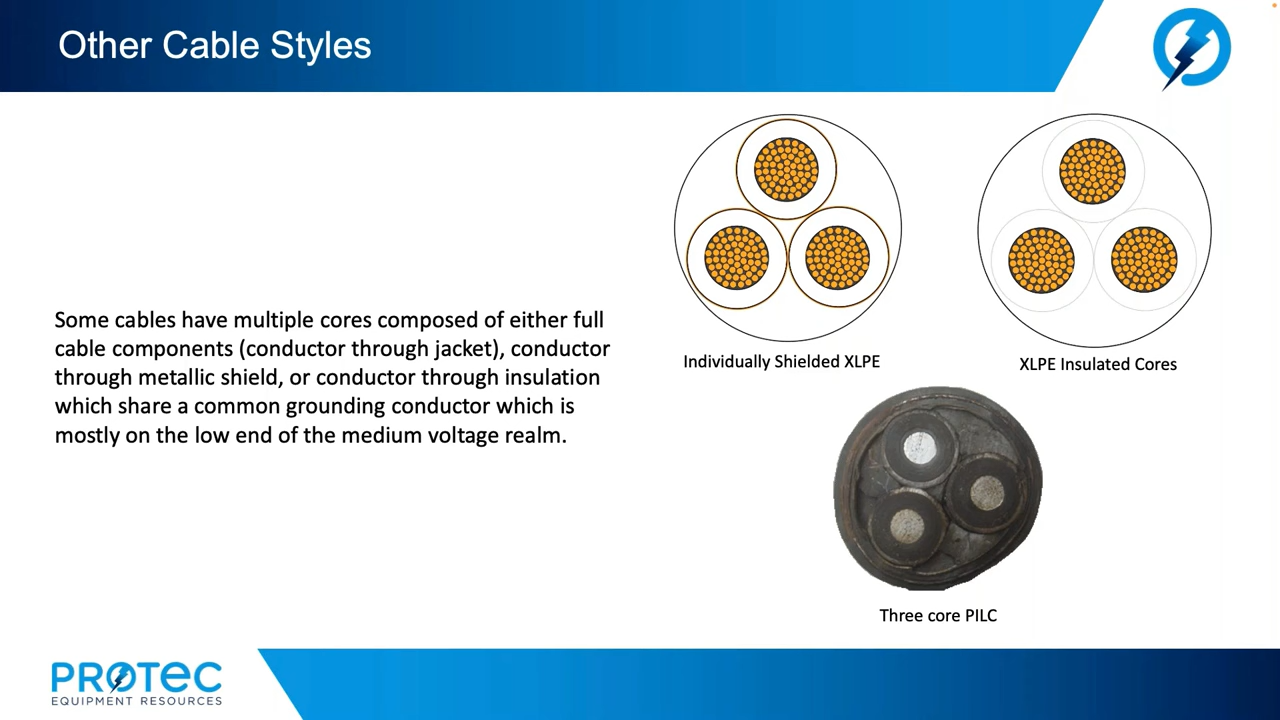 Other Cable Styles
Some cables have multiple cores composed of either full
cable components (conductor through jacket), conductor
through metallic shield, or conductor through insulation
which share a common grounding conductor which is
mostly on the low end of the medium voltage realm.
Individually Shielded XLPE
XLPE Insulated Cores
Three core PILC
PROTEC
EQUIPMENT RESOURCES